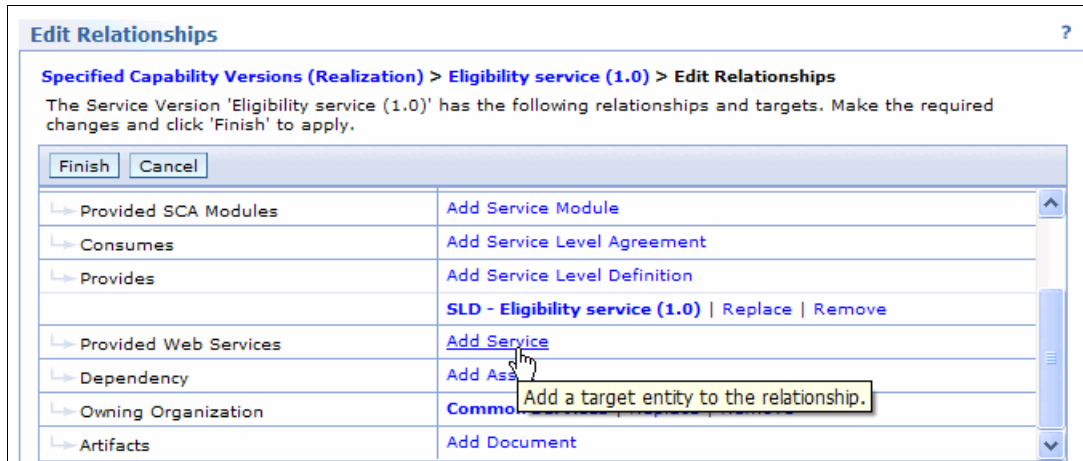 Edit Relationships ?
Specified Capability Versions (Realization) > Eligibility service (1.0) > Edit Relationships
The Service Version 'Eligibility service (1.0)' has the following relationships and targets. Make the required
changes and click 'Finish' to apply.
Finish Cancel
Provided SCA Modules Add Service Module
Consumes Add Service Level Agreement
Provides Add Service Level Definition
SLD - Eligibility service (1.0) | Replace | Remove
Provided Web Services Add Service
Dependency Add Ass
Add a target entity to the relationship.
Owning Organization Common
Artifacts Add Document